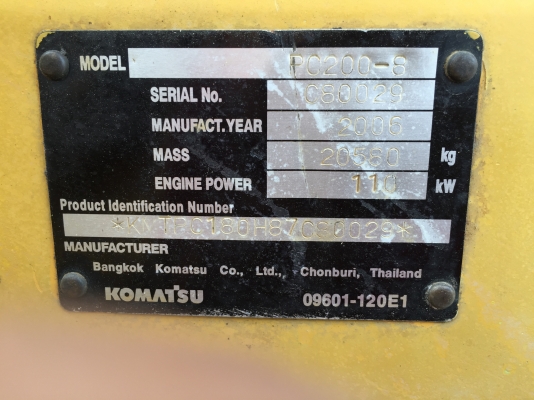 MODEL PC200-8
SERIAL No. C80029
MANUFACT.YEAR 2006
MASS 20560 kg
ENGINE POWER 110 kW
Product Identification Number
MANUFACTURER
Bangkok Komatsu Co., Ltd., Chonburi, Thailand
KOMATSU 09601-120E1